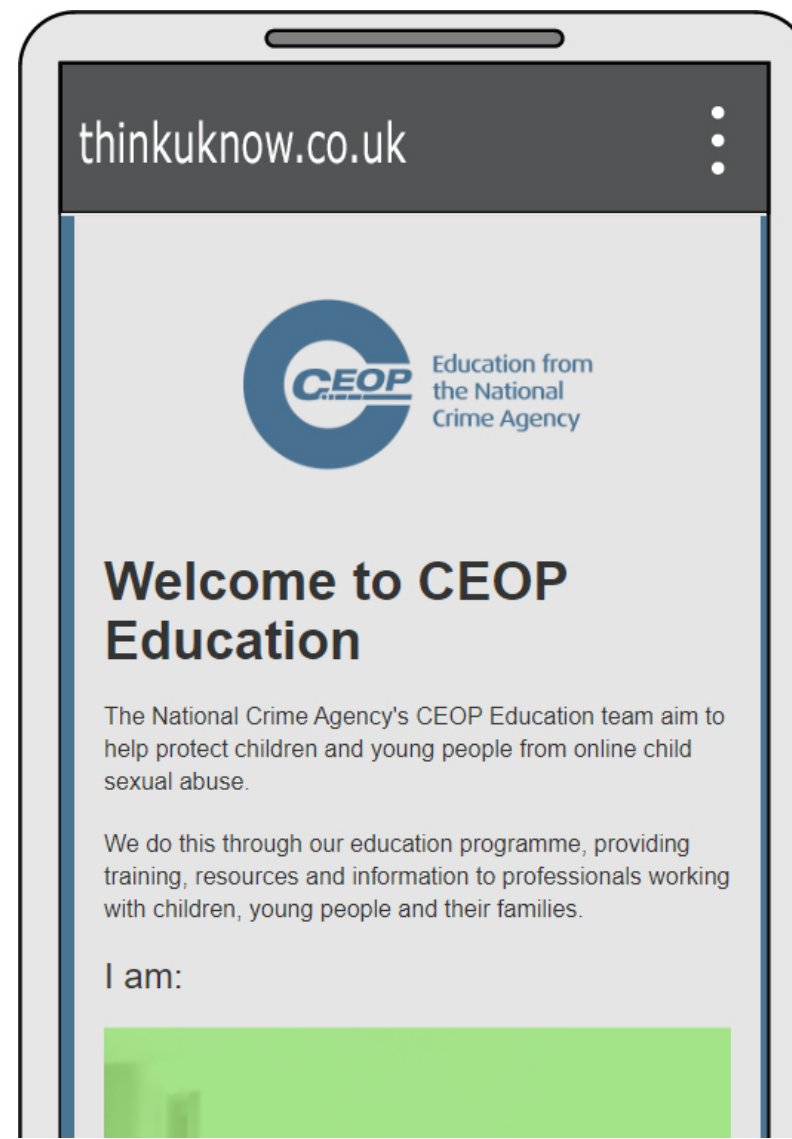 thinkuknow.co.uk
CEOP
Education from
the National
Crime Agency
Welcome to CEOP
Education
The National Crime Agency's CEOP Education team aim to
help protect children and young people from online child
sexual abuse.
We do this through our education programme, providing
training, resources and information to professionals working
with children, young people and their families.
I am: